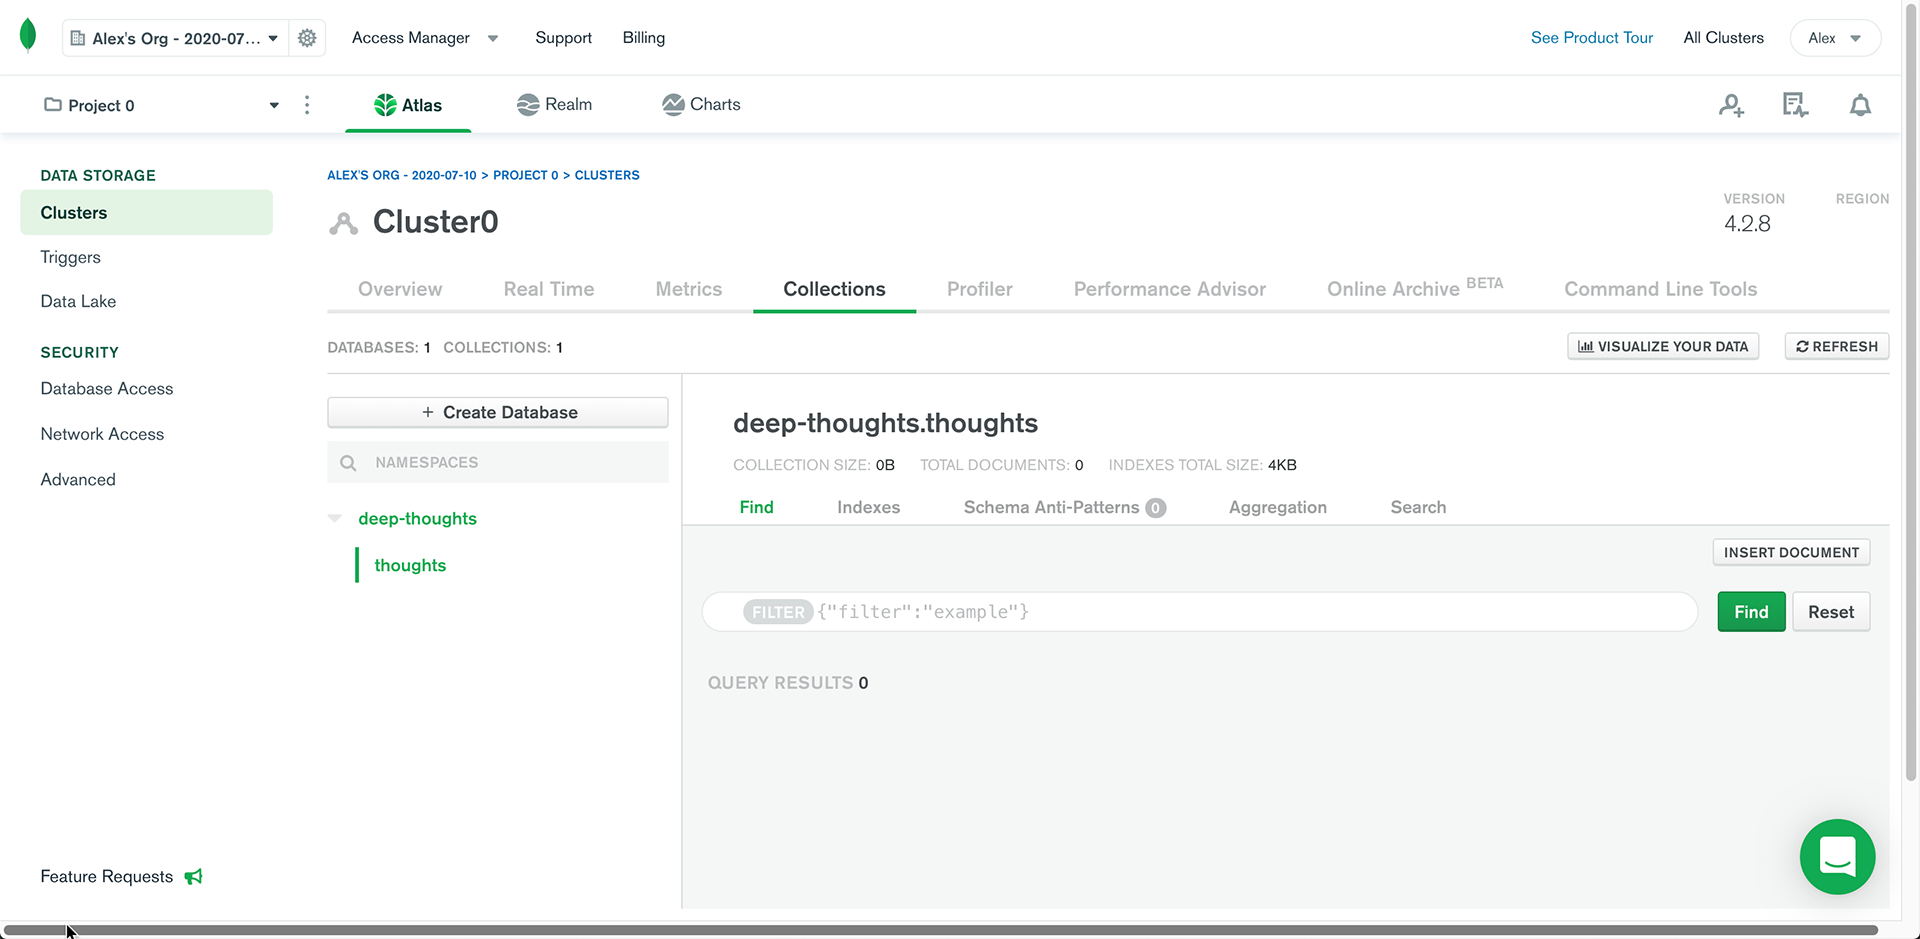 Alex's Org - 2020-07... Access Manager Support Billing See Product Tour All Clusters Alex
Project 0 Atlas Realm Charts
DATA STORAGE
Clusters
Triggers
Data Lake
SECURITY
Database Access
Network Access
Advanced
Feature Requests
ALEX'S ORG - 2020-07-10 > PROJECT 0 > CLUSTERS
Cluster0
VERSION REGION
4.2.8
Overview Real Time Metrics Collections Profiler Performance Advisor Online Archive BETA Command Line Tools
DATABASES: 1 COLLECTIONS: 1 VISUALIZE YOUR DATA REFRESH
+ Create Database
NAMESPACES
deep-thoughts
thoughts
deep-thoughts.thoughts
COLLECTION SIZE: 0B TOTAL DOCUMENTS: 0 INDEXES TOTAL SIZE: 4KB
Find Indexes Schema Anti-Patterns 0 Aggregation Search
INSERT DOCUMENT
FILTER {"filter":"example"} Find Reset
QUERY RESULTS 0